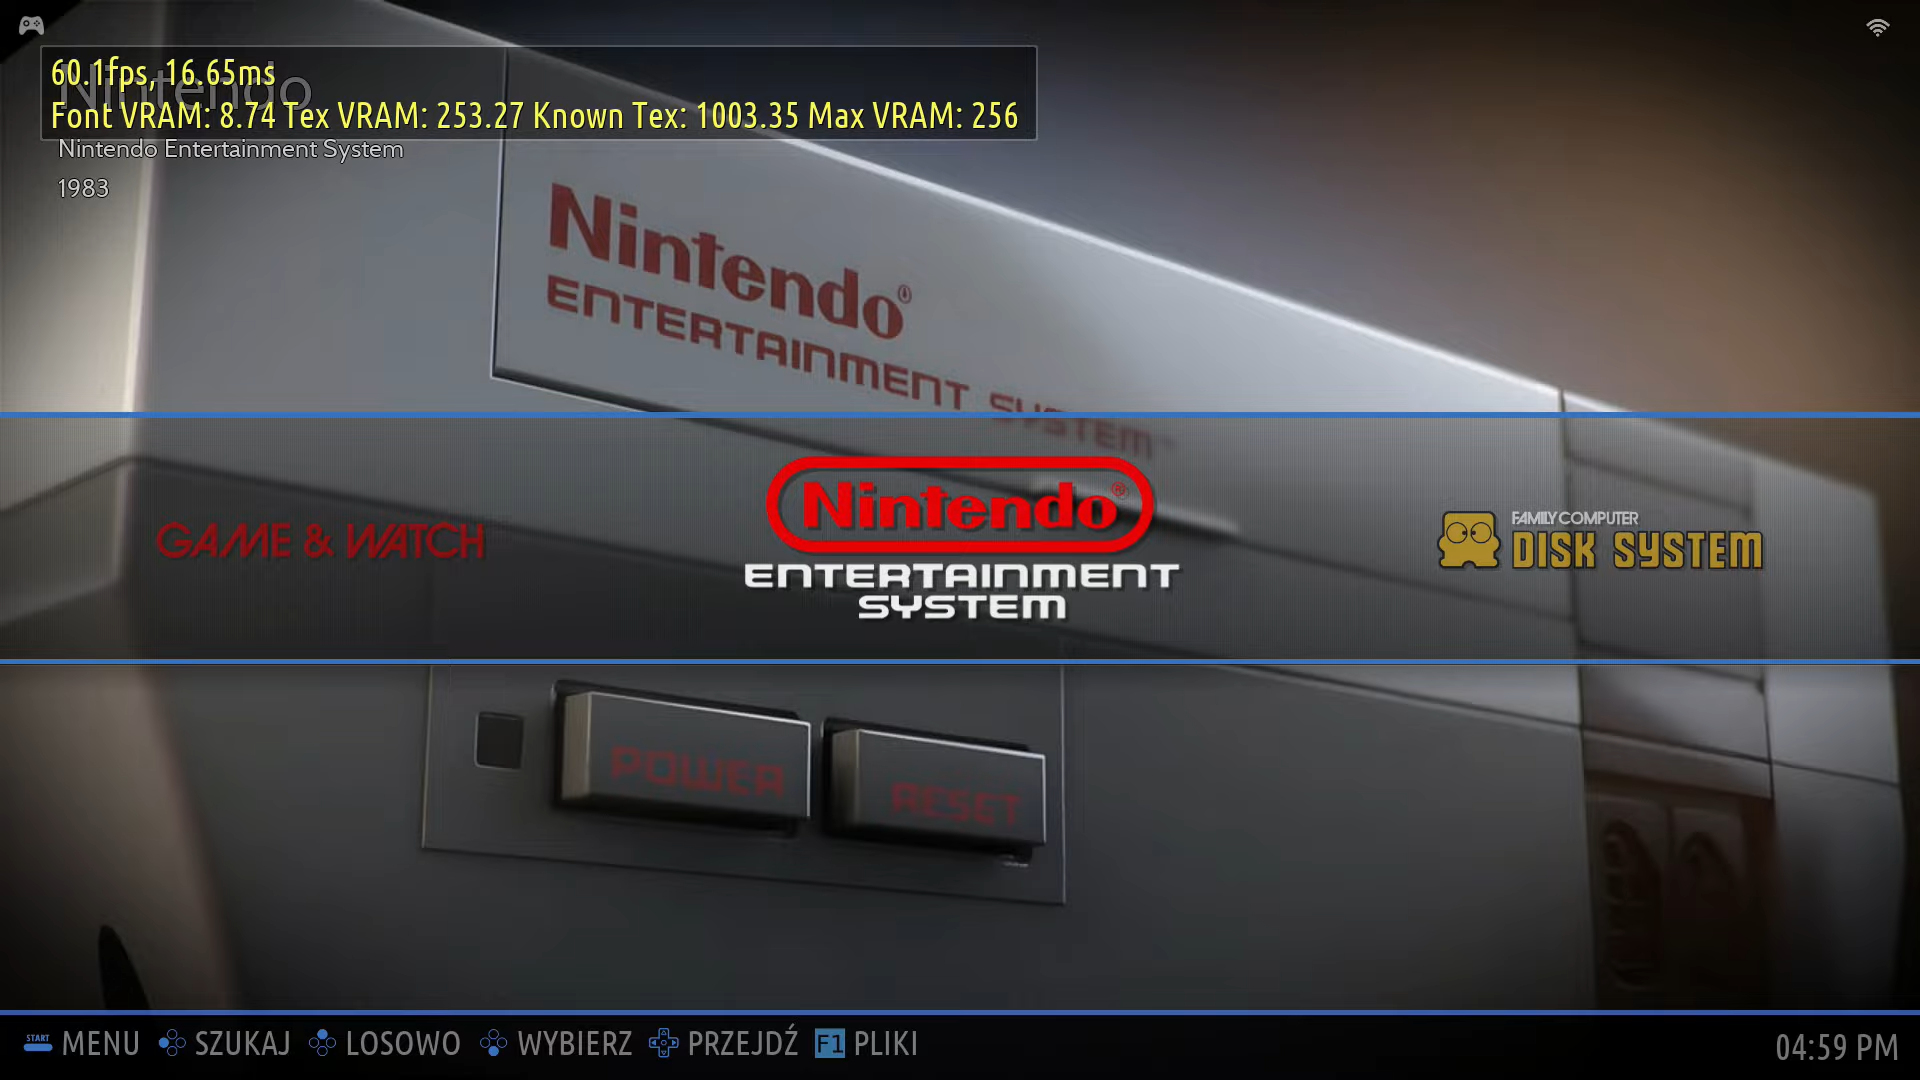 60.1fps, 16.65ms
Nintendo
Font VRAM: 8.74 Tex VRAM: 253.27 Known Tex: 1003.35 Max VRAM: 256
Nintendo Entertainment System
1983
Nintendo®
ENTERTAINMENT SYSTEM™
GAME & WATCH
Nintendo®
ENTERTAINMENT
SYSTEM
FAMILY COMPUTER
DISK SYSTEM
POWER
RESET
START MENU SZUKAJ LOSOWO WYBIERZ PRZEJDŹ F1 PLIKI
04:59 PM